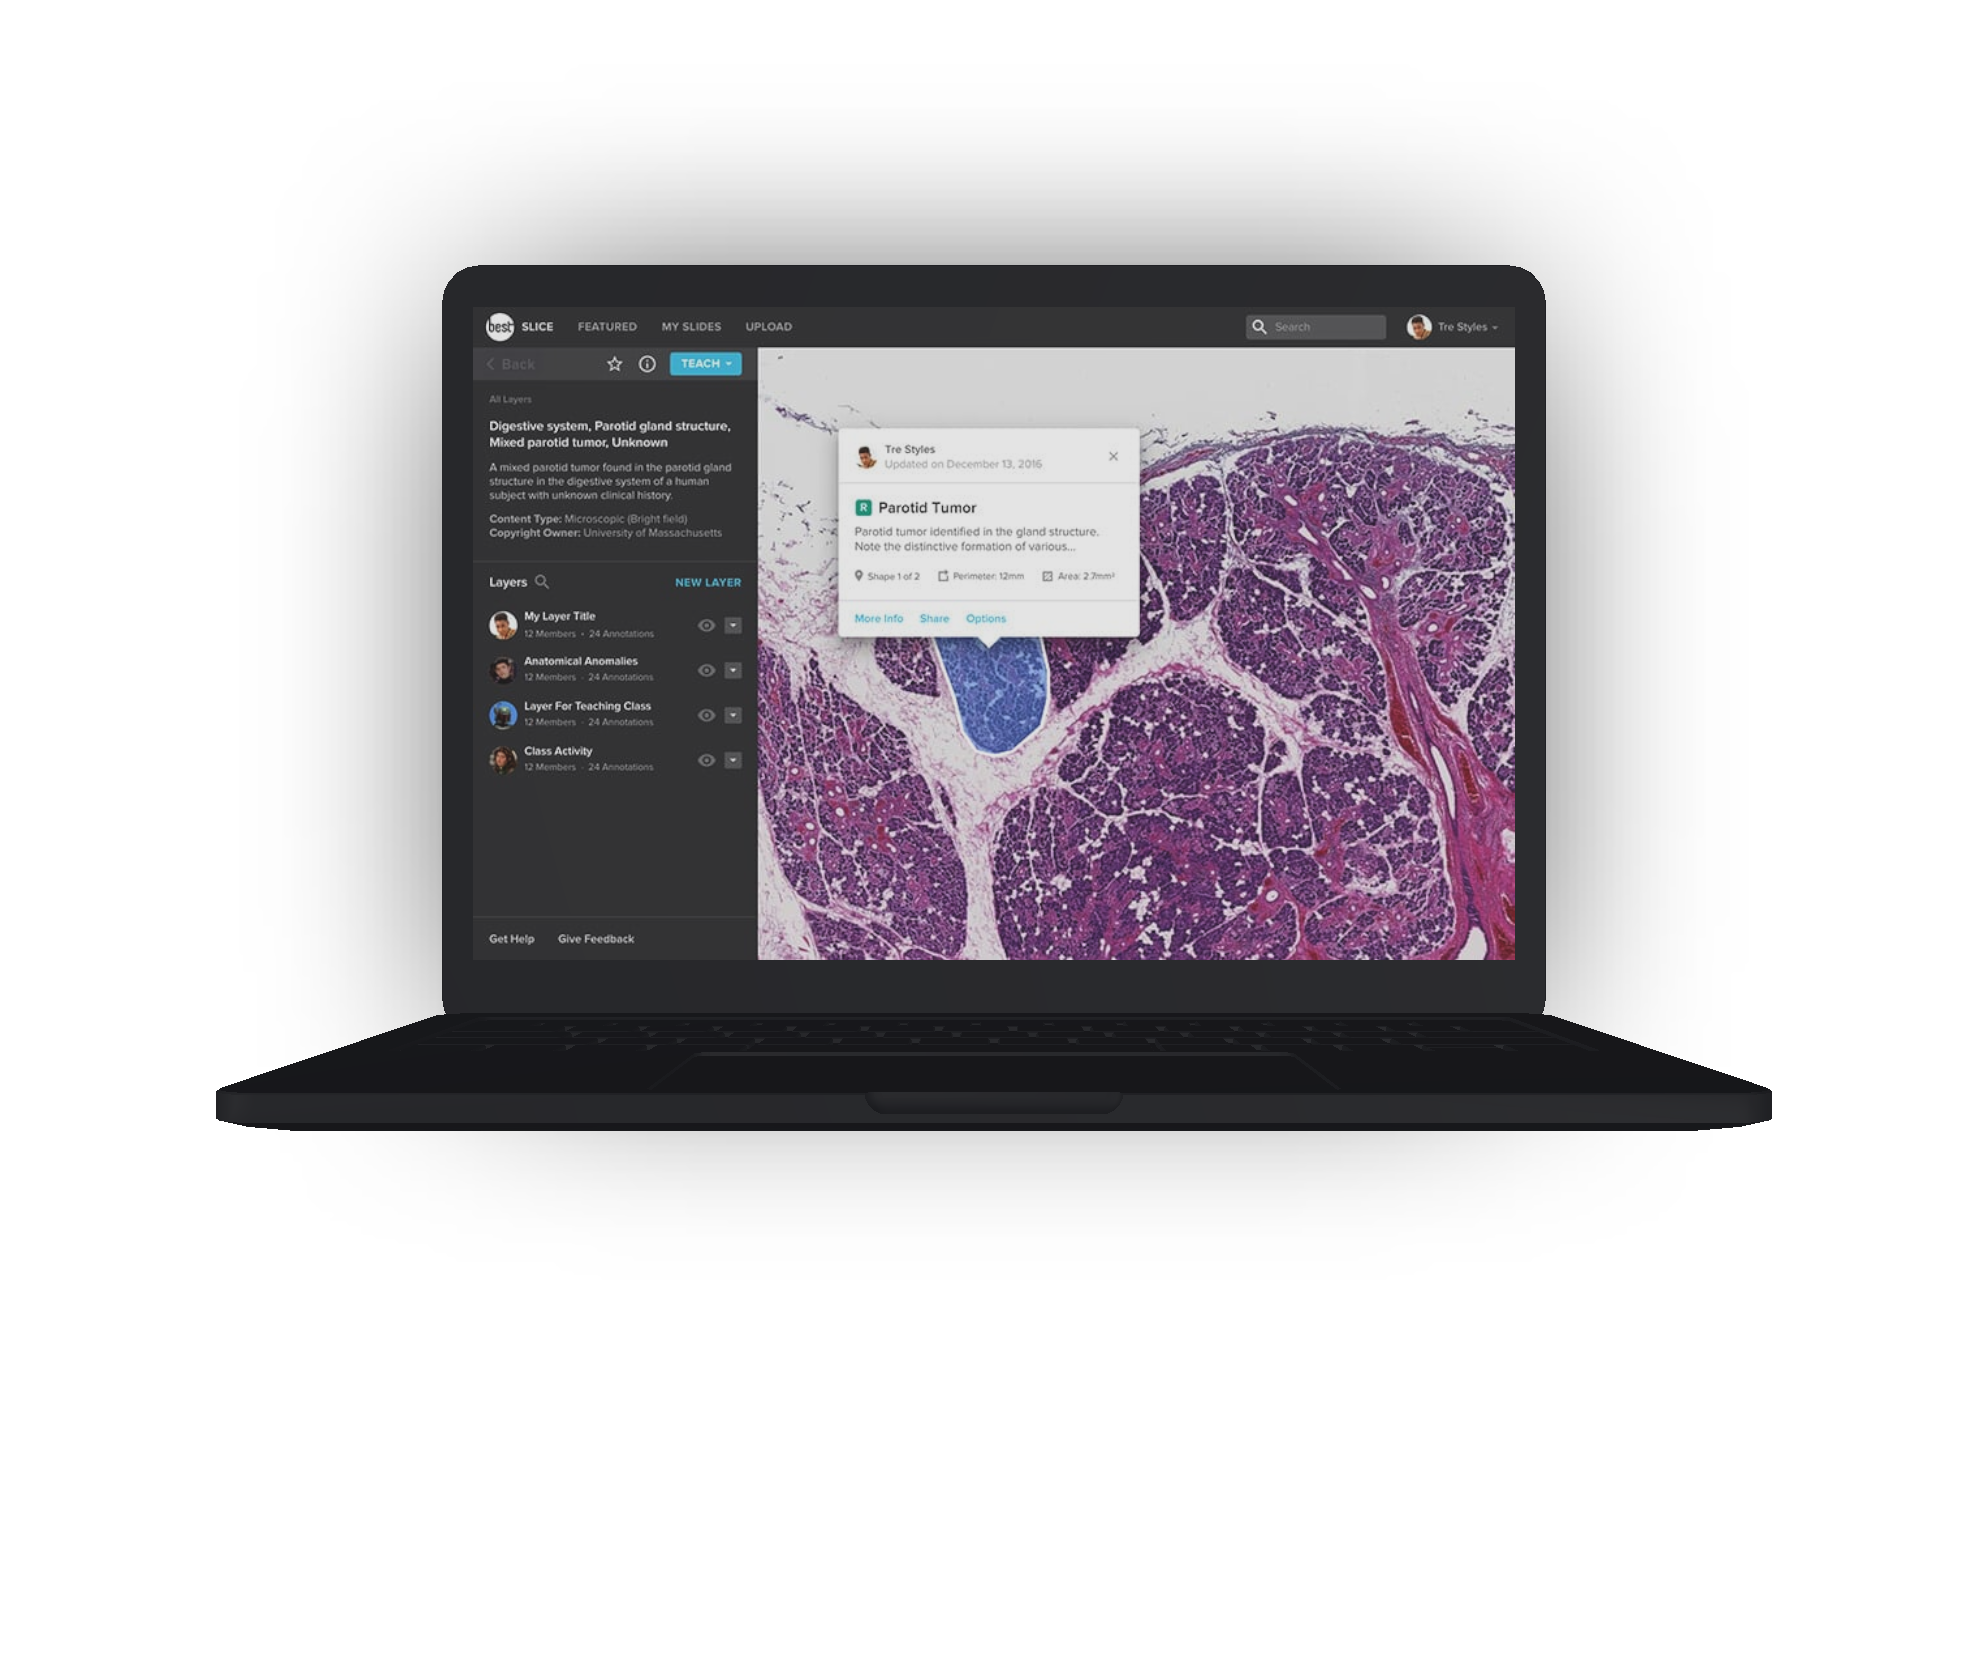 best SLICE FEATURED MY SLIDES UPLOAD Search Tre Styles
Back TEACH
All Layers
Digestive system, Parotid gland structure,
Mixed parotid tumor, Unknown
A mixed parotid tumor found in the parotid gland
structure in the digestive system of a human
subject with unknown clinical history.
Content Type: Microscopic (Bright field)
Copyright Owner: University of Massachusetts
Layers NEW LAYER
My Layer Title
12 Members • 24 Annotations
Anatomical Anomalies
12 Members · 24 Annotations
Layer For Teaching Class
12 Members · 24 Annotations
Class Activity
12 Members · 24 Annotations
Get Help Give Feedback
Tre Styles
Updated on December 13, 2016
R Parotid Tumor
Parotid tumor identified in the gland structure.
Note the distinctive formation of various...
Shape 1 of 2 Perimeter: 12mm Area: 2.7mm²
More Info Share Options